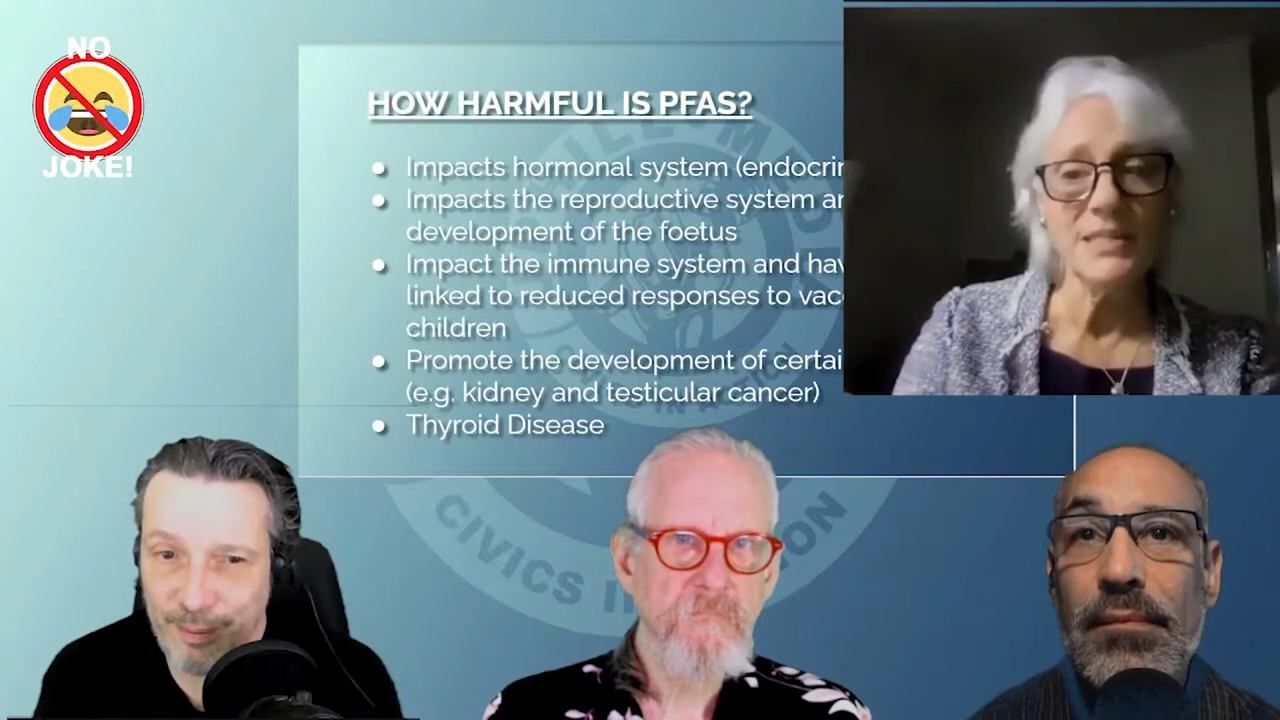 NO
JOKE!
HOW HARMFUL IS PFAS?
• Impacts hormonal system (endocrin
• Impacts the reproductive system an
development of the foetus
• Impact the immune system and hav
linked to reduced responses to vac
children
• Promote the development of certai
(e.g. kidney and testicular cancer)
• Thyroid Disease
CIVICS IN